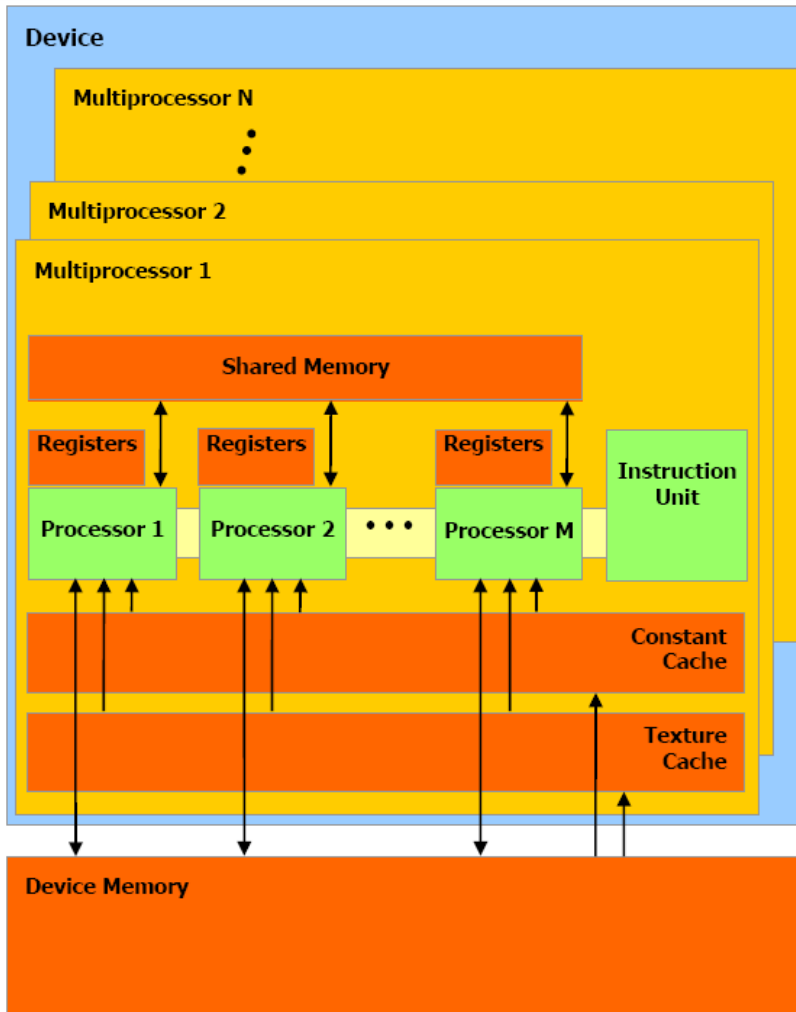 Device
Multiprocessor N
Multiprocessor 2
Multiprocessor 1
Shared Memory
Registers
Registers
Registers
Instruction
Unit
Processor 1
Processor 2
Processor M
Constant
Cache
Texture
Cache
Device Memory